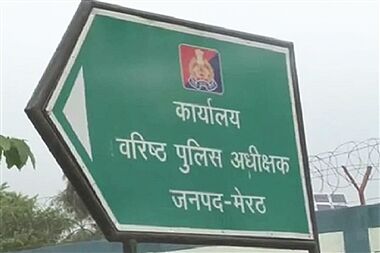 कार्यालय
वरिष्ठ पुलिस अधीक्षक
जनपद-मेरठ